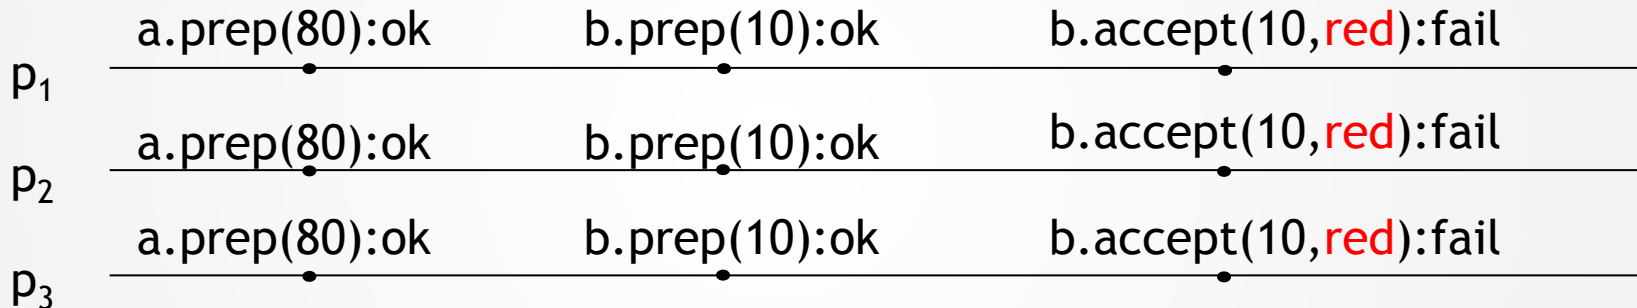 a.prep(80):ok b.prep(10):ok b.accept(10,red):fail
p₁
a.prep(80):ok b.prep(10):ok b.accept(10,red):fail
p₂
a.prep(80):ok b.prep(10):ok b.accept(10,red):fail
p₃